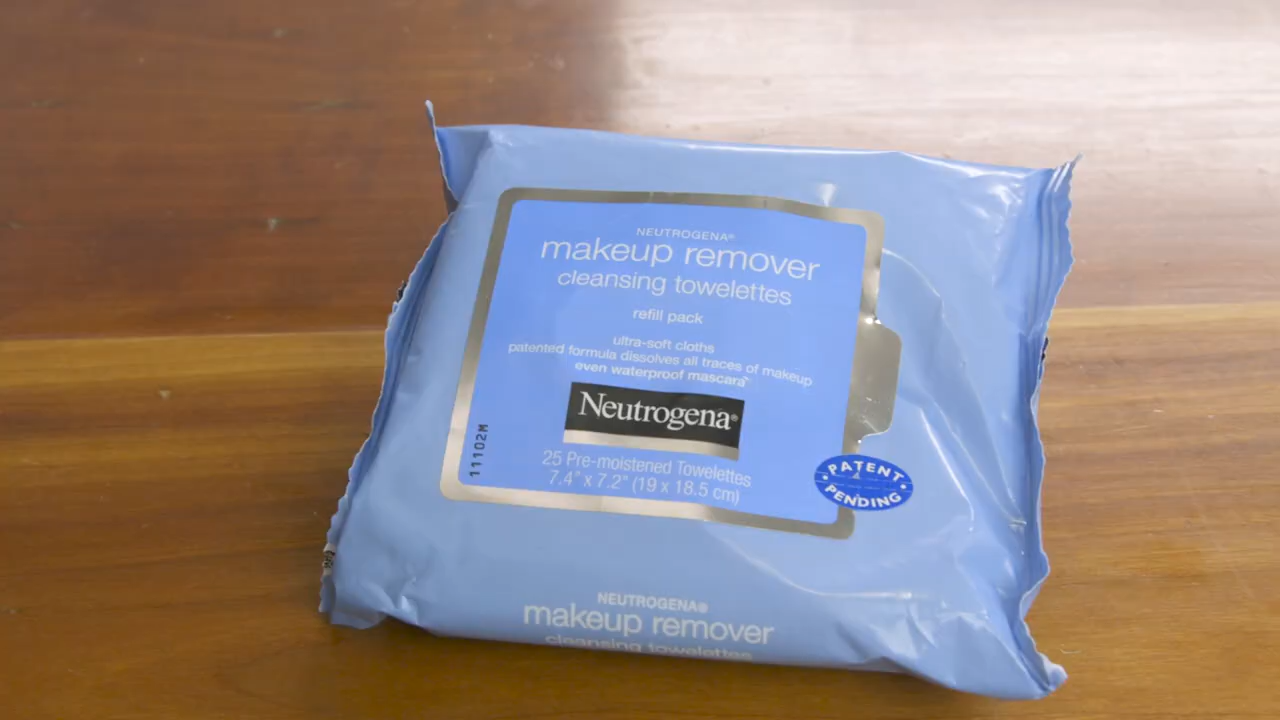 NEUTROGENA®
makeup remover
cleansing towelettes
refill pack
ultra-soft cloths
patented formula dissolves all traces of makeup
even waterproof mascara
Neutrogena®
11102M
25 Pre-moistened Towelettes
7.4" x 7.2" (19 x 18.5 cm)
PATENT
PENDING
NEUTROGENA®
makeup remover
cleansing towelettes